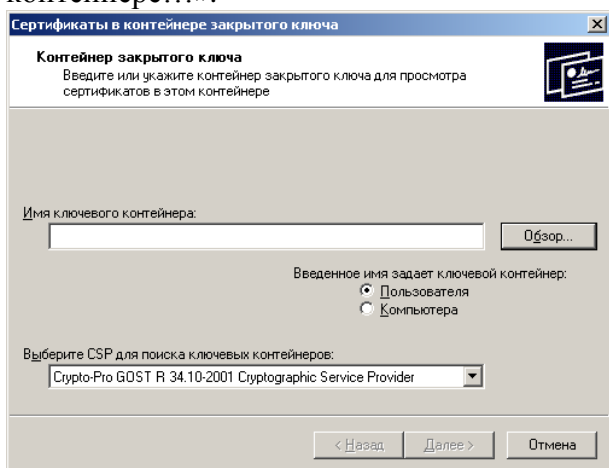 контейнере…».
Сертификаты в контейнере закрытого ключа
Контейнер закрытого ключа
Введите или укажите контейнер закрытого ключа для просмотра
сертификатов в этом контейнере
Имя ключевого контейнера:
Обзор...
Введенное имя задает ключевой контейнер:
Пользователя
Компьютера
Выберите CSP для поиска ключевых контейнеров:
Crypto-Pro GOST R 34.10-2001 Cryptographic Service Provider
< Назад
Далее >
Отмена